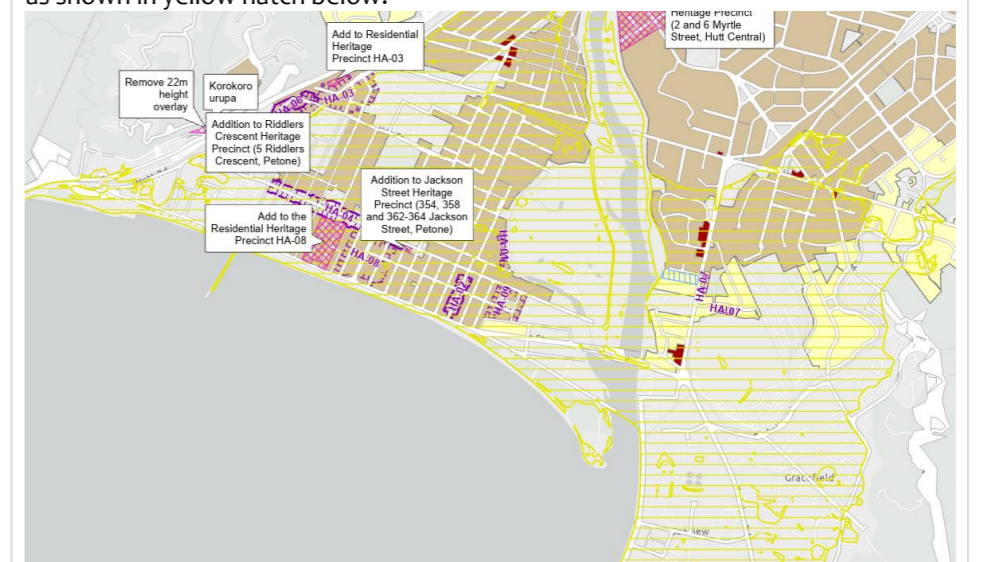 as shown in yellow hatch below:
Heritage Precinct
(2 and 6 Myrtle
Street, Hutt Central)
Add to Residential
Heritage
Precinct HA-03
Remove 22m
height
overlay
Korokoro
urupa
HA-06
HA-03
Addition to Riddlers
Crescent Heritage
Precinct (5 Riddlers
Crescent, Petone)
Addition to Jackson
Street Heritage
Precinct (354, 358
and 362-364 Jackson
Street, Petone)
HA-04
Add to the
Residential Heritage
Precinct HA-08
HA-08
HA-02
HA-09
HA-07
HA-07
Gracefield